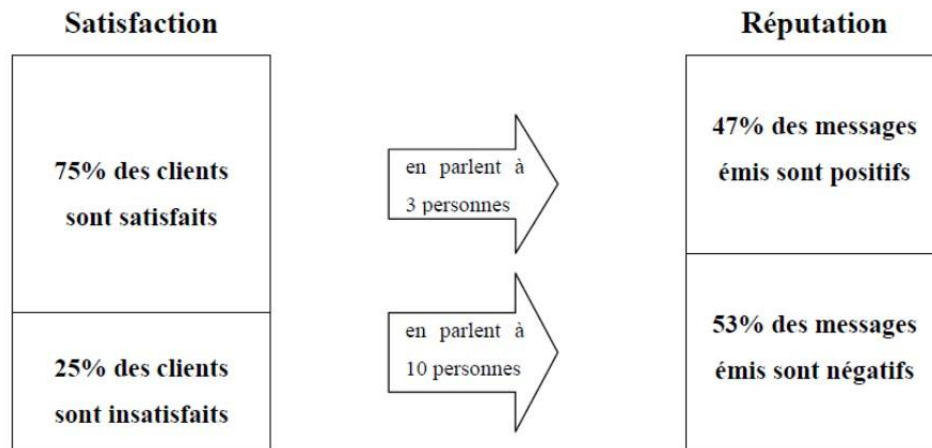 Satisfaction
75% des clients
sont satisfaits
25% des clients
sont insatisfaits
en parlent à
3 personnes
en parlent à
10 personnes
Réputation
47% des messages
émis sont positifs
53% des messages
émis sont négatifs